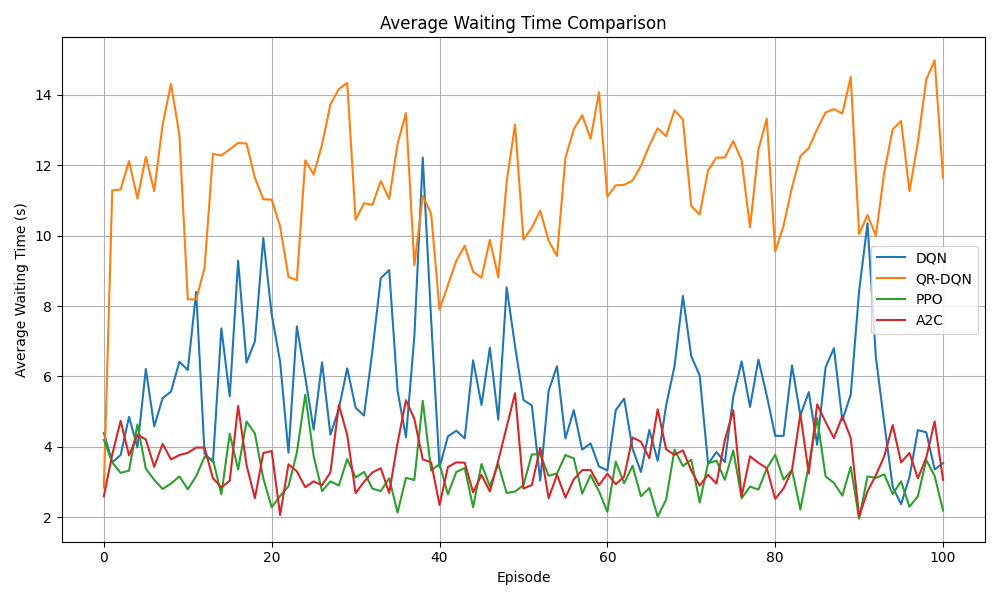 Average Waiting Time Comparison
Average Waiting Time (s)
14
12
10
8
6
4
2
0
20
40
60
80
100
Episode
DQN
QR-DQN
PPO
A2C